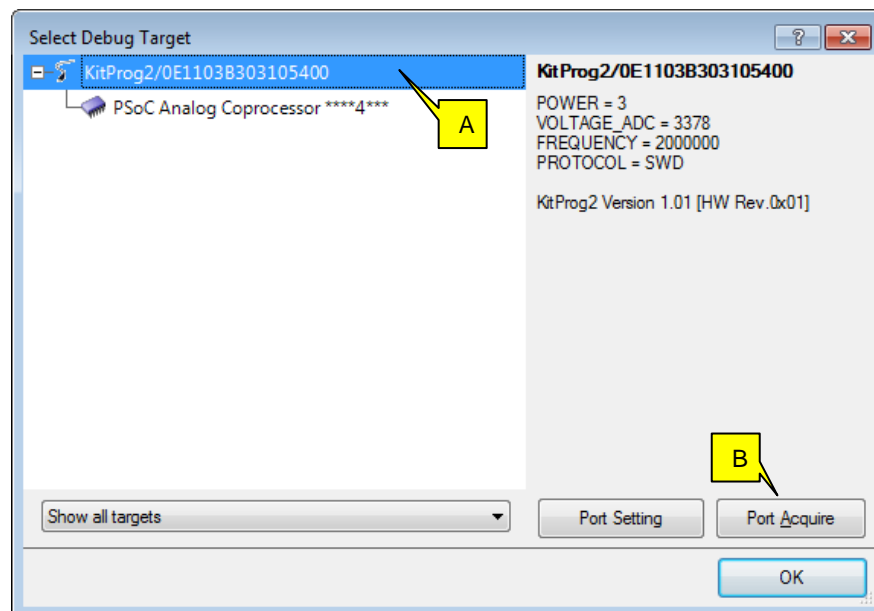 Select Debug Target
KitProg2/0E1103B303105400
PSoC Analog Coprocessor ****4***
A
KitProg2/0E1103B303105400
POWER = 3
VOLTAGE_ADC = 3378
FREQUENCY = 2000000
PROTOCOL = SWD
KitProg2 Version 1.01 [HW Rev.0x01]
B
Show all targets
Port Setting
Port Acquire
OK